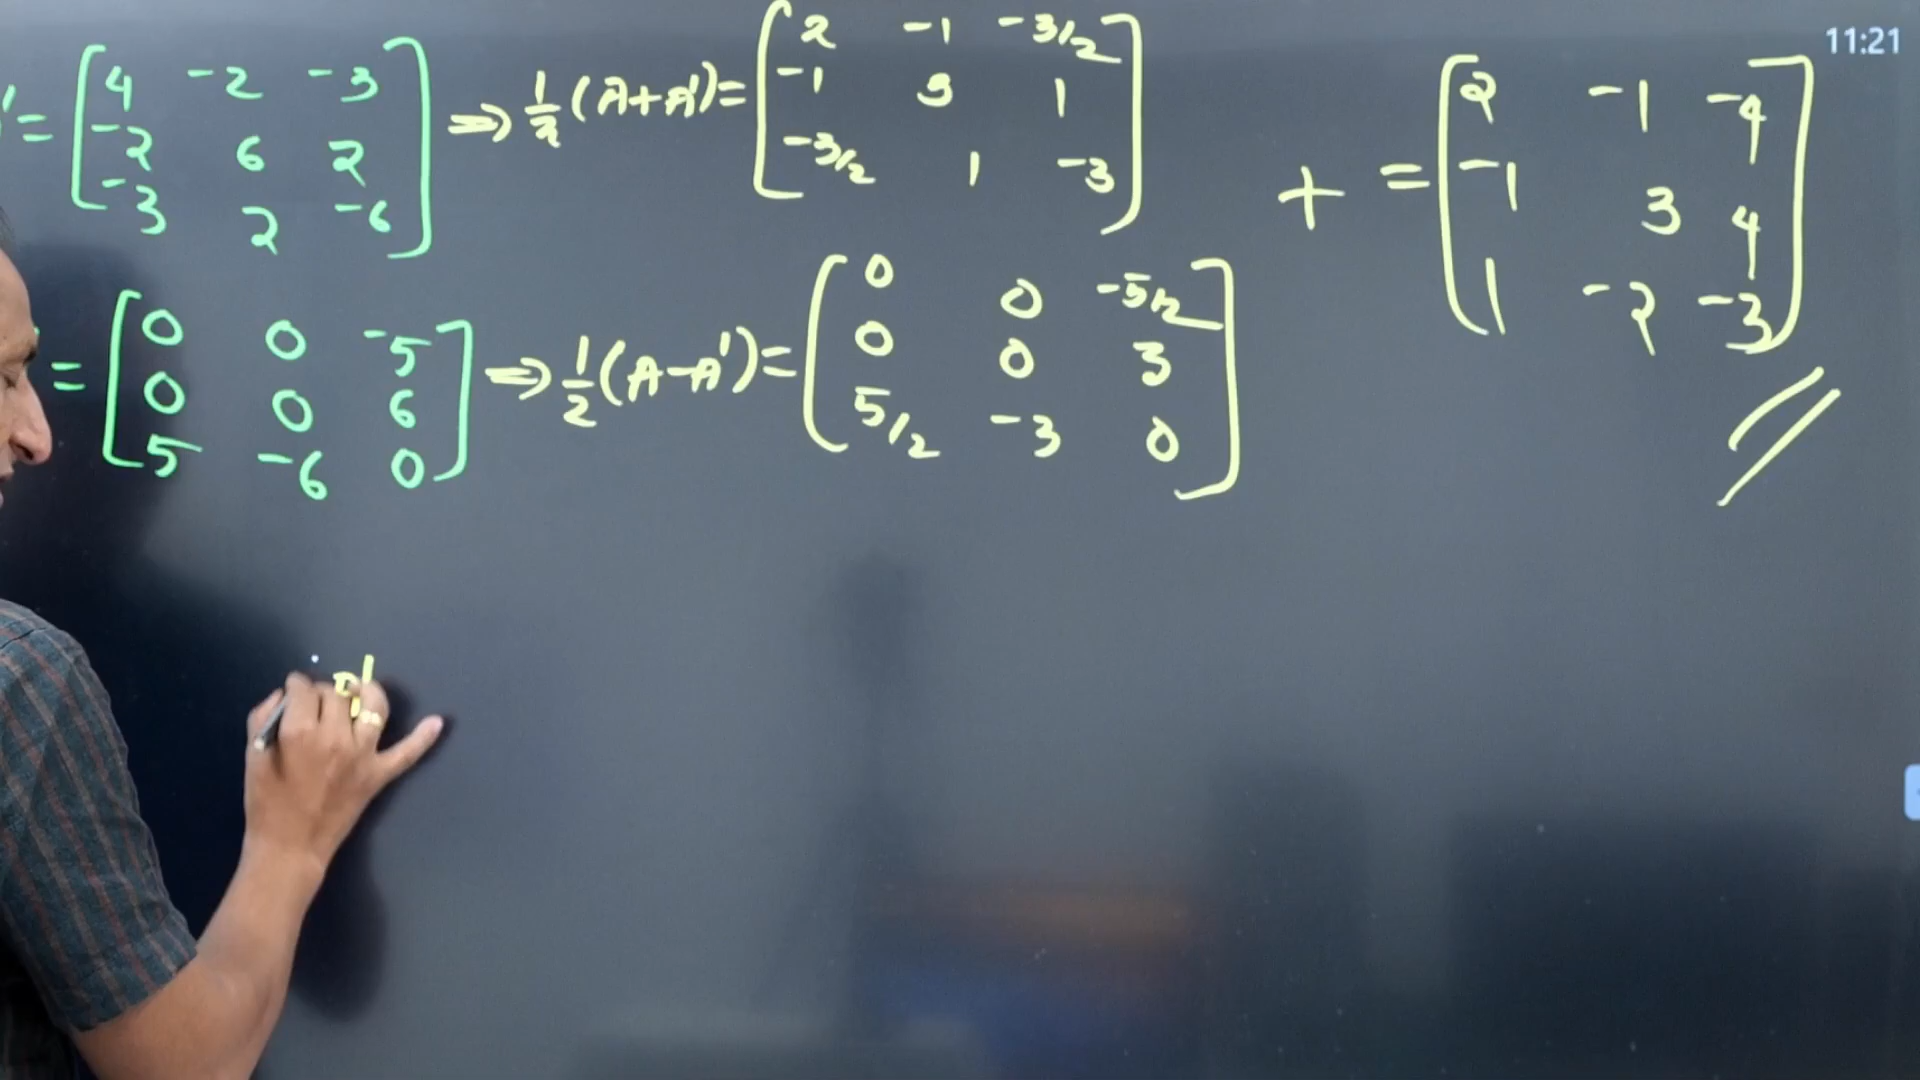 11:21
' = [4 -2 -3
-2 6 2
-3 2 -6] ⇒ 1/2 (A+A') = [2 -1 -3/2
-1 3 1
-3/2 1 -3]
+ = [2 -1 -4
-1 3 4
1 -2 -3]
= [0 0 -5
0 0 6
5 -6 0] ⇒ 1/2 (A-A') = [0 0 -5/2
0 0 3
5/2 -3 0]